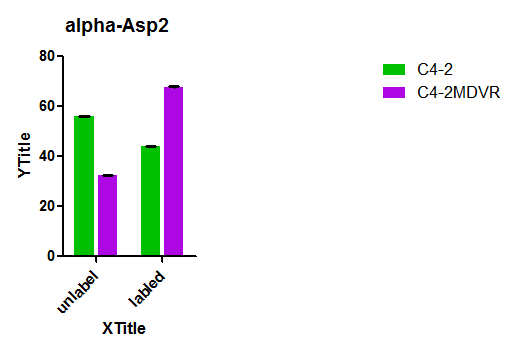 alpha-Asp2
C4-2
C4-2MDVR
80
60
40
20
0
YTitle
unlabel
labled
XTitle